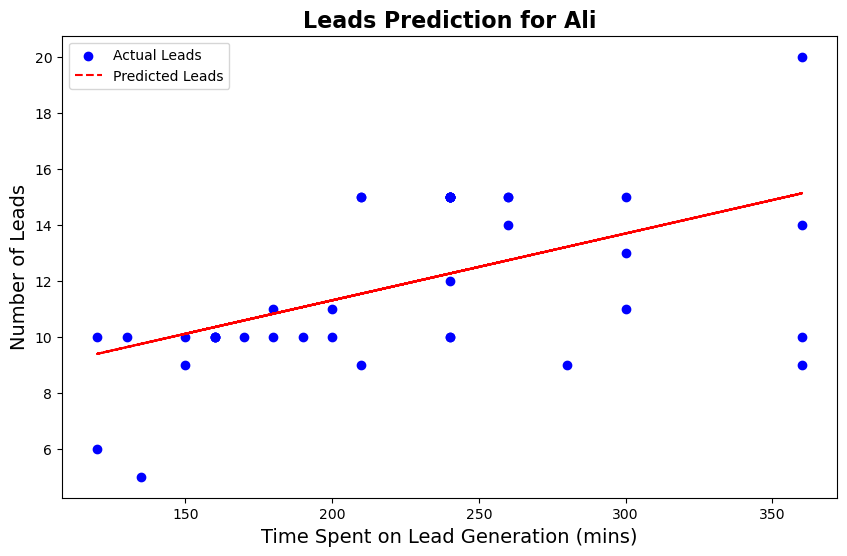 Leads Prediction for Ali
Actual Leads
Predicted Leads
Number of Leads
20
18
16
14
12
10
8
6
150
200
250
300
350
Time Spent on Lead Generation (mins)